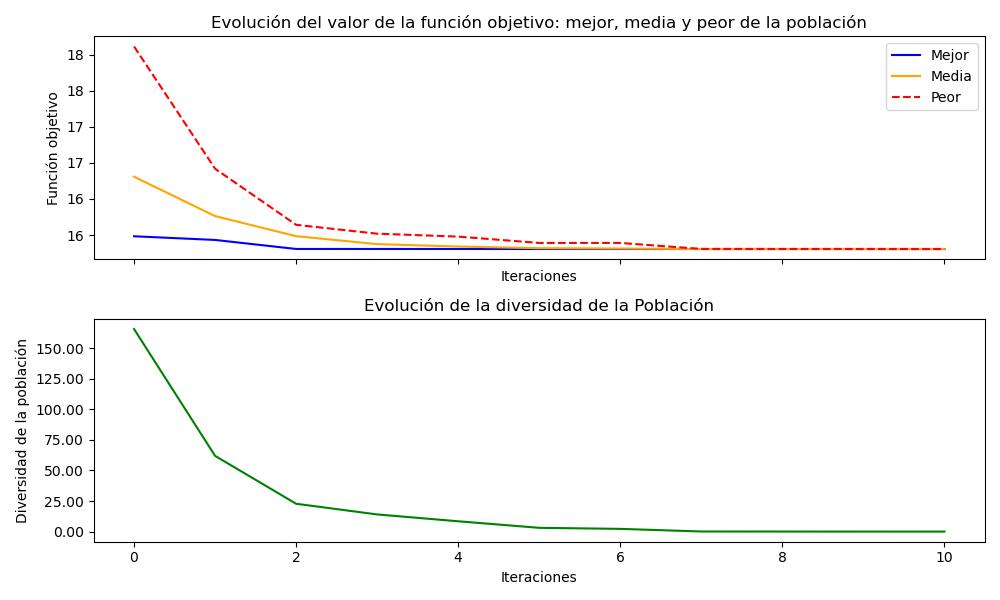 Evolución del valor de la función objetivo: mejor, media y peor de la población
Función objetivo
18
18
17
17
16
16
Mejor
Media
Peor
Iteraciones
Evolución de la diversidad de la Población
Diversidad de la población
150.00
125.00
100.00
75.00
50.00
25.00
0.00
0 2 4 6 8 10
Iteraciones